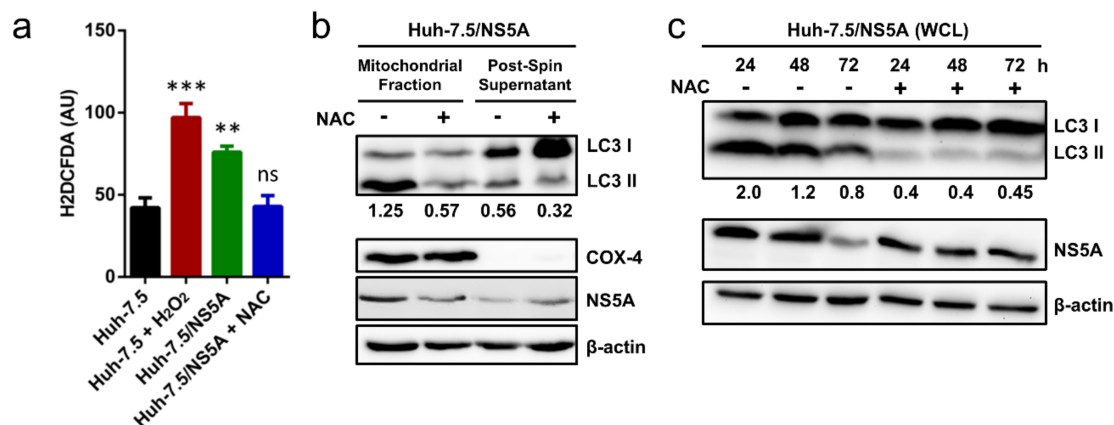 a
150
100
50
0
H2DCFDA (AU)
***
**
ns
Huh-7.5
Huh-7.5 + H2O2
Huh-7.5/NS5A
Huh-7.5/NS5A + NAC
b
Huh-7.5/NS5A
Mitochondrial Fraction
Post-Spin Supernatant
NAC - + - +
LC3 I
LC3 II
1.25 0.57 0.56 0.32
COX-4
NS5A
β-actin
c
Huh-7.5/NS5A (WCL)
24 48 72 24 48 72 h
NAC - - - + + +
LC3 I
LC3 II
2.0 1.2 0.8 0.4 0.4 0.45
NS5A
β-actin